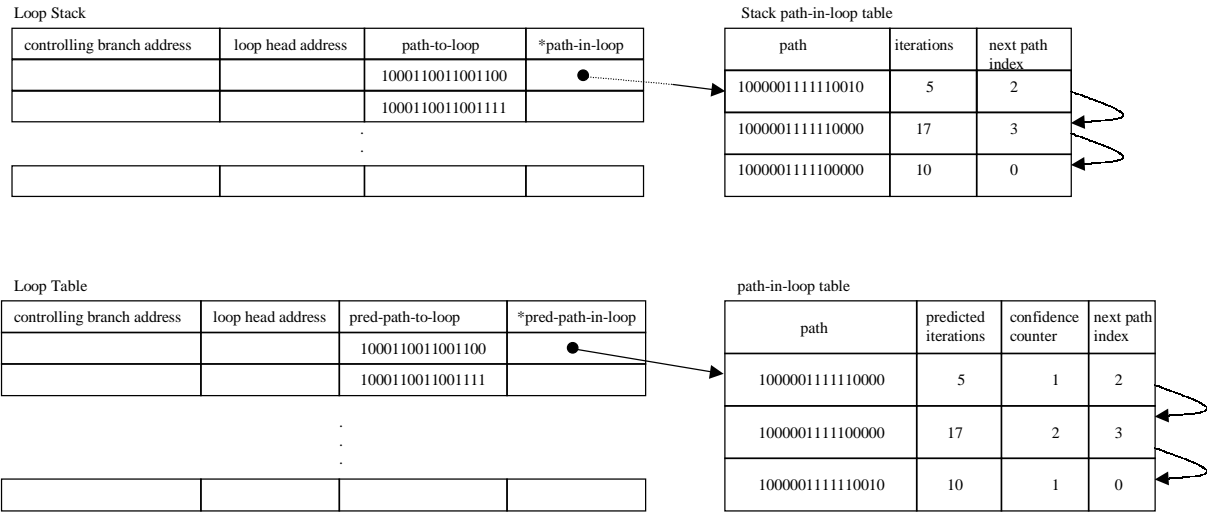 Loop Stack
controlling branch address loop head address path-to-loop *path-in-loop
1000110011001100
1000110011001111
.
.
Stack path-in-loop table
path iterations next path
index
1000001111110010 5 2
1000001111110000 17 3
1000001111100000 10 0
Loop Table
controlling branch address loop head address pred-path-to-loop *pred-path-in-loop
1000110011001100
1000110011001111
.
.
.
path-in-loop table
path predicted iterations confidence counter next path index
1000001111110000 5 1 2
1000001111100000 17 2 3
1000001111110010 10 1 0